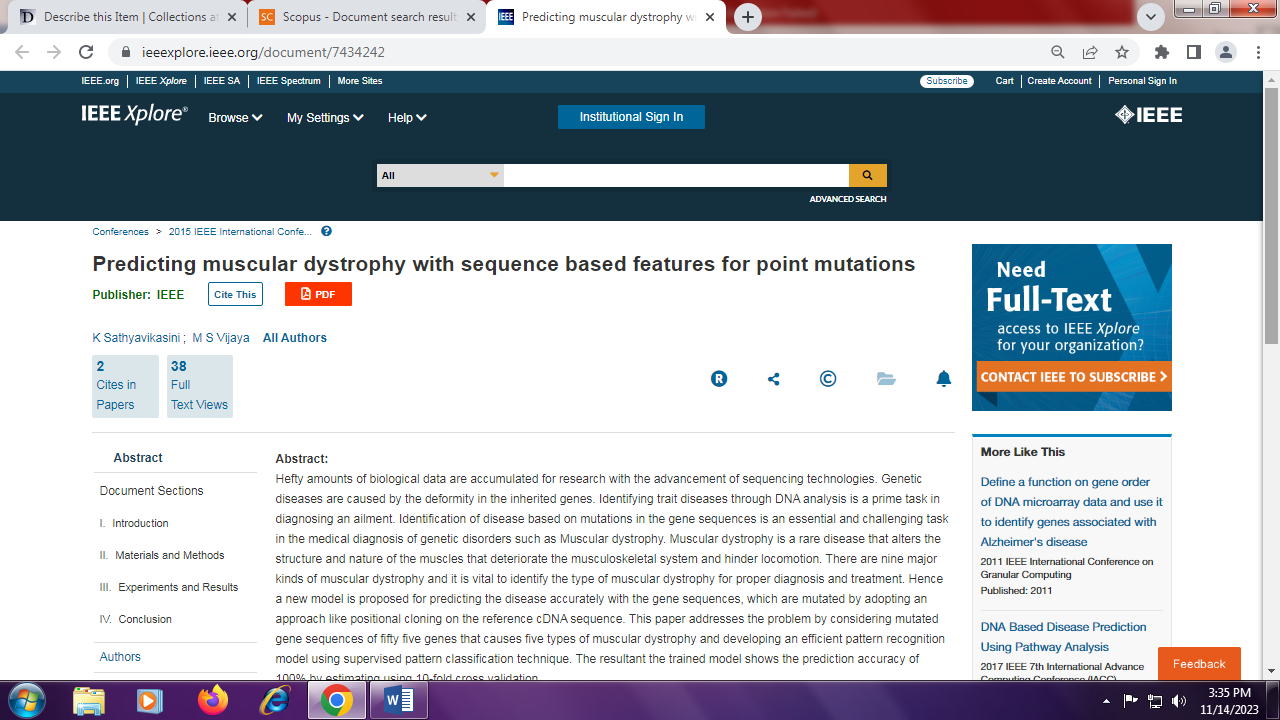 Describe this Item | Collections at
SC Scopus - Document search result
IEEE Predicting muscular dystrophy w
ieeexplore.ieee.org/document/7434242
IEEE.org IEEE Xplore IEEE SA IEEE Spectrum More Sites
Subscribe Cart Create Account Personal Sign In
IEEE Xplore® Browse My Settings Help
Institutional Sign In
IEEE
All
ADVANCED SEARCH
Conferences > 2015 IEEE International Confe...
Predicting muscular dystrophy with sequence based features for point mutations
Publisher: IEEE Cite This PDF
K Sathyavikasini ; M S Vijaya All Authors
2
Cites in
Papers
38
Full
Text Views
Abstract
Document Sections
I. Introduction
II. Materials and Methods
III. Experiments and Results
IV. Conclusion
Authors
Abstract:
Hefty amounts of biological data are accumulated for research with the advancement of sequencing technologies. Genetic
diseases are caused by the deformity in the inherited genes. Identifying trait diseases through DNA analysis is a prime task in
diagnosing an ailment. Identification of disease based on mutations in the gene sequences is an essential and challenging task
in the medical diagnosis of genetic disorders such as Muscular dystrophy. Muscular dystrophy is a rare disease that alters the
structure and nature of the muscles that deteriorate the musculoskeletal system and hinder locomotion. There are nine major
kinds of muscular dystrophy and it is vital to identify the type of muscular dystrophy for proper diagnosis and treatment. Hence
a new model is proposed for predicting the disease accurately with the gene sequences, which are mutated by adopting an
approach like positional cloning on the reference cDNA sequence. This paper addresses the problem by considering mutated
gene sequences of fifty five genes that causes five types of muscular dystrophy and developing an efficient pattern recognition
model using supervised pattern classification technique. The resultant the trained model shows the prediction accuracy of
100% by estimating using 10-fold cross validation
Need
Full-Text
access to IEEE Xplore
for your organization?
CONTACT IEEE TO SUBSCRIBE
More Like This
Define a function on gene order
of DNA microarray data and use it
to identify genes associated with
Alzheimer's disease
2011 IEEE International Conference on
Granular Computing
Published: 2011
DNA Based Disease Prediction
Using Pathway Analysis
2017 IEEE 7th International Advance
Computing Conference (IACC)
Feedback
3:35 PM
11/14/2023